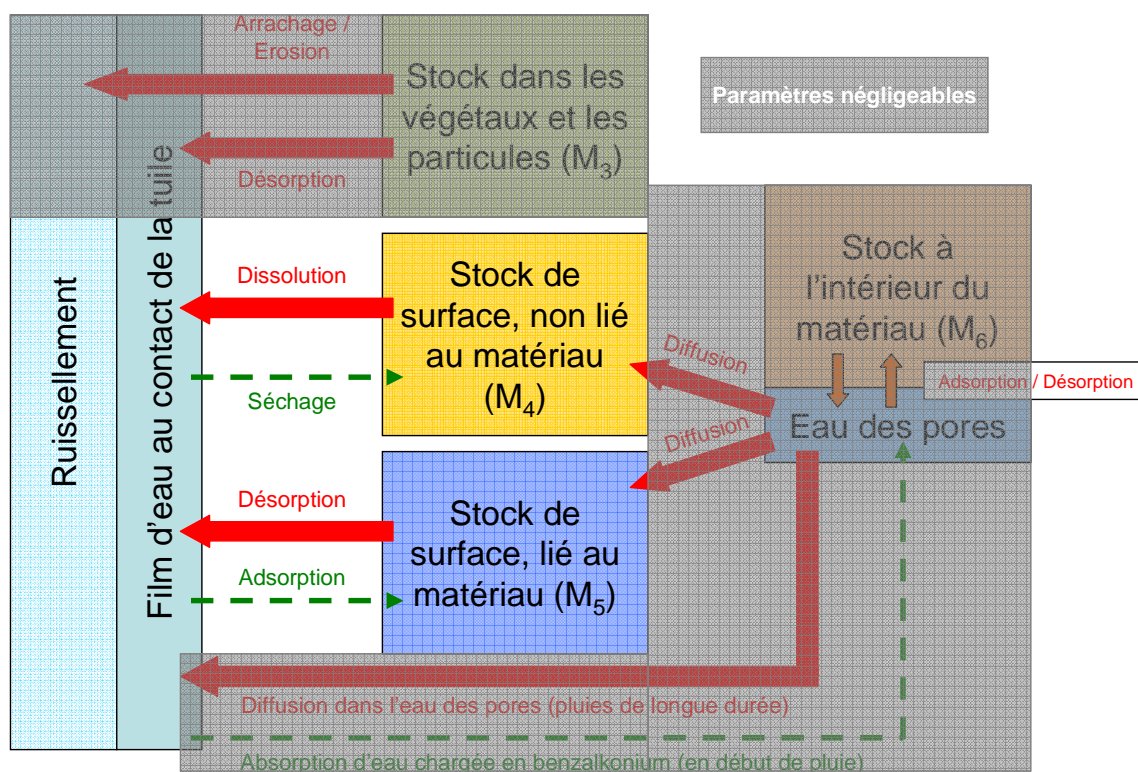 Arrachage /
Erosion
Stock dans les
végétaux et les
particules (M3)
Désorption
Paramètres négligeables
Ruissellement
Film d'eau au contact de la tuile
Dissolution
Séchage
Stock de
surface, non lié
au matériau
(M4)
Désorption
Adsorption
Stock de
surface, lié au
matériau (M5)
Diffusion
Diffusion
Stock à
l'intérieur du
matériau (M6)
Adsorption / Désorption
Eau des pores
Diffusion dans l'eau des pores (pluies de longue durée)
Absorption d'eau chargée en benzalkonium (en début de pluie)